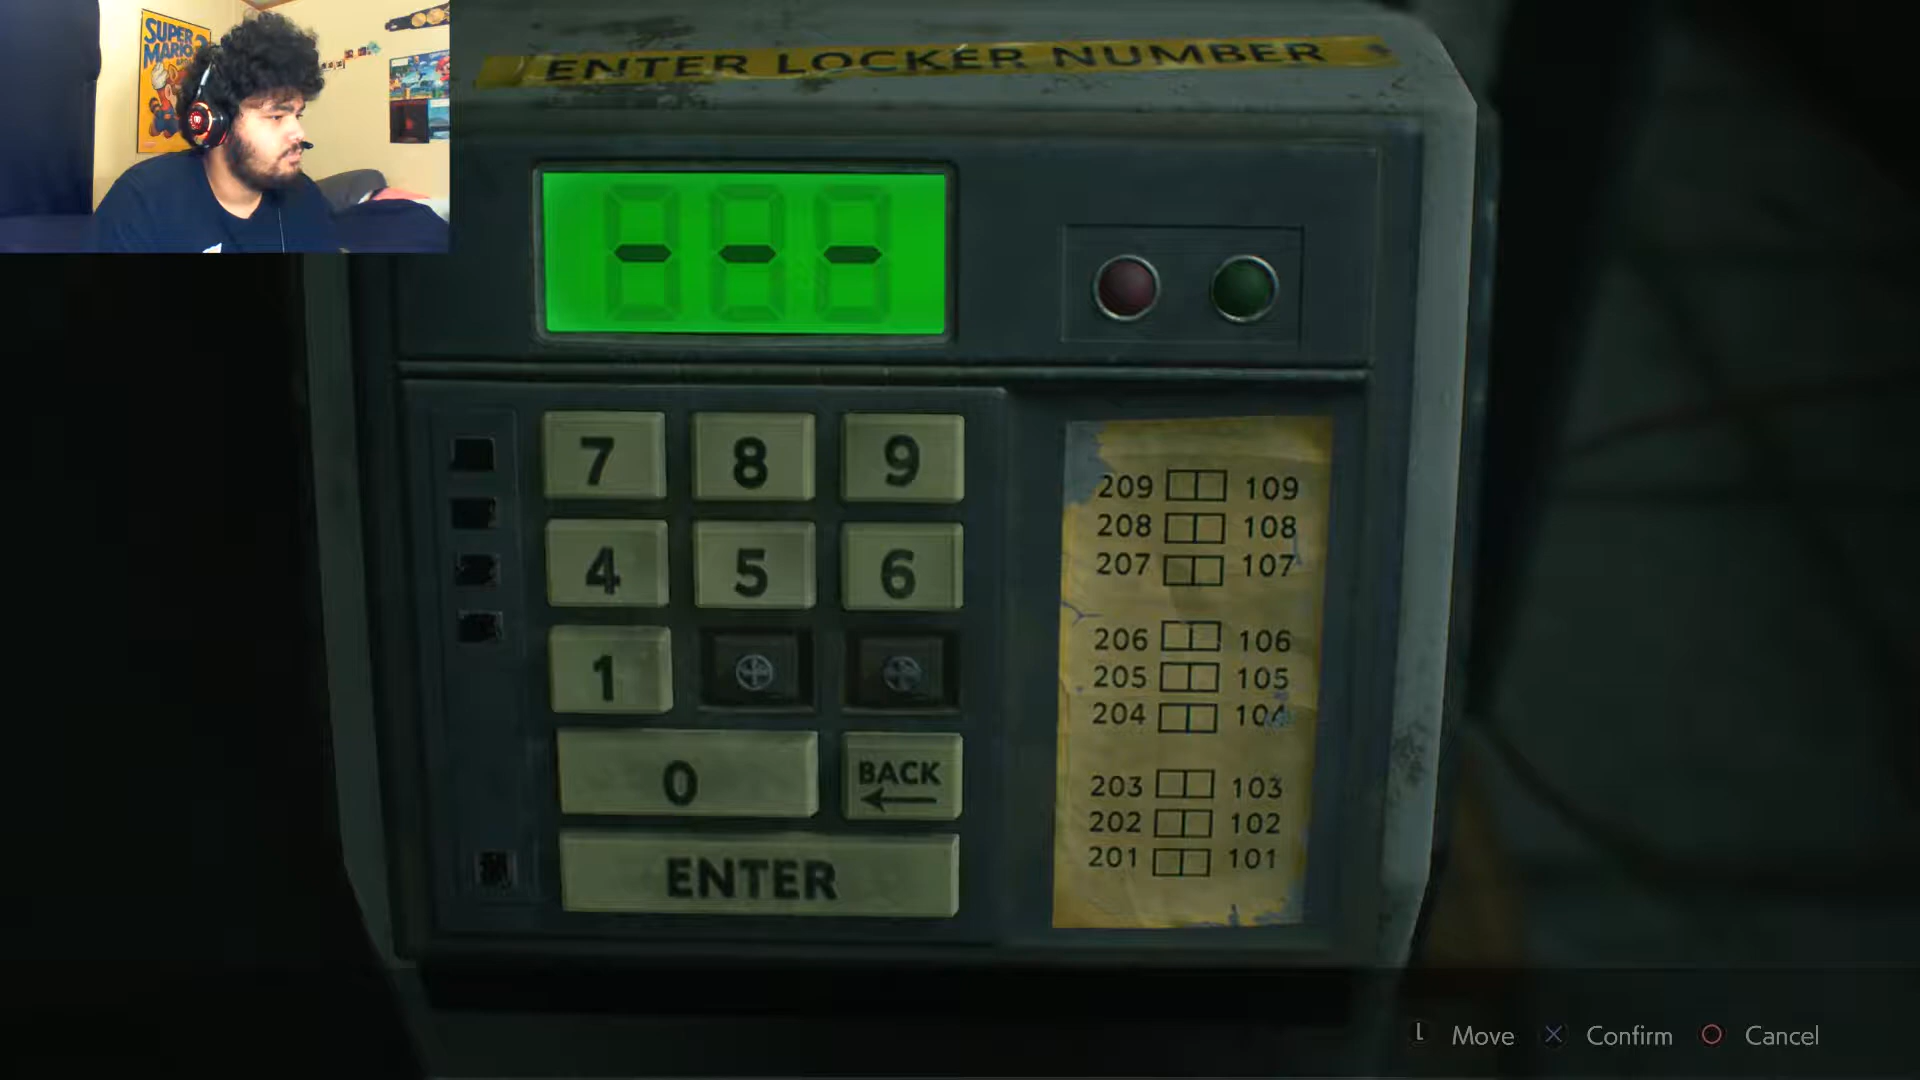 SUPER
MARIO
ENTER LOCKER NUMBER
7 8 9
4 5 6
1
0 BACK
ENTER
209 109
208 108
207 107
206 106
205 105
204 104
203 103
202 102
201 101
L Move Confirm Cancel